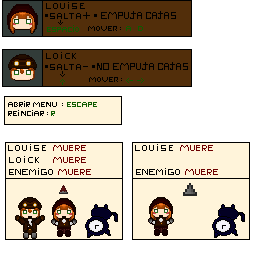 LOUISE
•SALTA+ •EMPUJA CAJAS
MOVER:
LOICK
•SALTA- •NO EMPUJA CAJAS
MOVER:
ABRIR MENU : ESCAPE
REINCIAR: R
LOUISE MUERE
LOICK MUERE
ENEMIGO MUERE
LOUISE MUERE
ENEMIGO MUERE